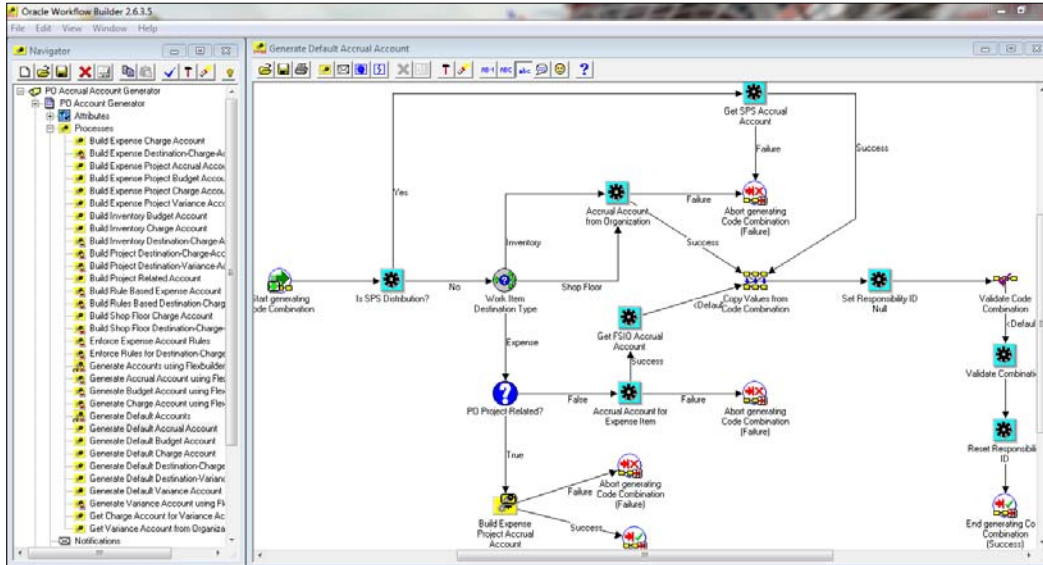 Oracle Workflow Builder 2.6.3.5
File Edit View Window Help
Navigator
PO Accrual Account Generator
PO Account Generator
Attributes
Processes
Build Expense Charge Account
Build Expense Destination-Charge-Ac
Build Expense Project Accrual Accou
Build Expense Project Budget Accou
Build Expense Project Charge Accou
Build Expense Project Variance Acco
Build Inventory Budget Account
Build Inventory Charge Account
Build Inventory Destination-Charge-A
Build Project Destination-Charge-Acc
Build Project Destination-Variance-A
Build Project Related Account
Build Rule Based Expense Account
Build Rules Based Destination-Charg
Build Shop Floor Charge Account
Build Shop Floor Destination-Charge-
Enforce Expense Account Rules
Enforce Rules for Destination-Charge
Generate Accounts using Flexbuilder
Generate Accrual Account using Fle
Generate Budget Account using Flex
Generate Charge Account using Flex
Generate Default Accounts
Generate Default Accrual Account
Generate Default Budget Account
Generate Default Charge Account
Generate Default Destination-Charge
Generate Default Destination-Varianc
Generate Default Variance Account
Generate Variance Account using Fl
Get Charge Account for Variance Ac
Get Variance Account from Organiza
Notifications
Generate Default Accrual Account
AB-1 ABC abc
Get SPS Accrual
Account
Failure
Success
Yes
Accrual Account
from Organization
Failure
Abort generating
Code Combination
(Failure)
Inventory
Success
Start generating
Code Combination
Is SPS Distribution?
No
Work Item
Destination Type
Shop Floor
<Defaul
Copy Values from
Code Combination
Set Responsibility ID
Null
Validate Code
Combination
<Defaul
Get FSIO Accrual
Account
Expense
Success
Validate Combinatio
PO Project-Related?
False
Accrual Account for
Expense Item
Failure
Abort generating
Code Combination
(Failure)
Reset Responsibili
ID
True
Failure
Abort generating
Code Combination
(Failure)
Build Expense
Project Accrual
Account
Success
End generating Co
Combination
(Success)